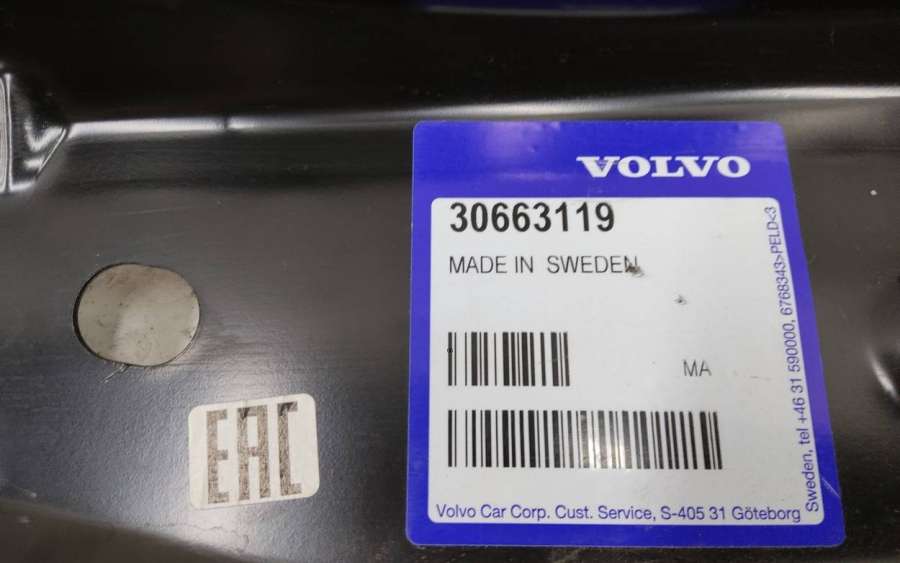 VOLVO
30663119
MADE IN SWEDEN
MA
Volvo Car Corp. Cust. Service, S-405 31 Göteborg
Sweden, tel +46 31 590000, 6768343>PELD<3
EAC